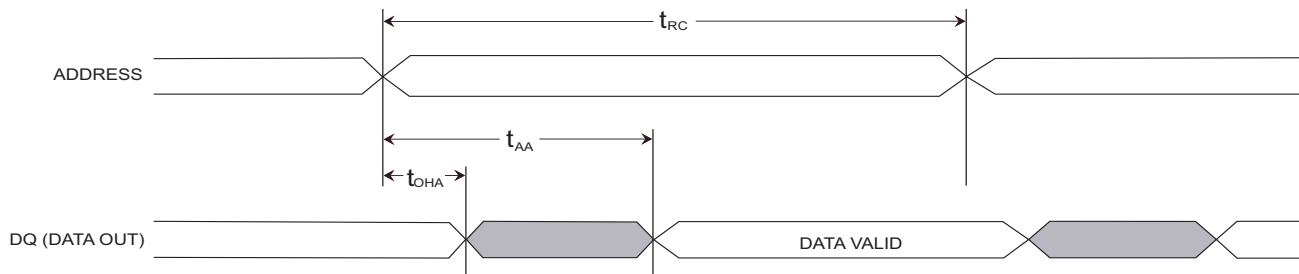 tRC
ADDRESS
tAA
tOHA
DQ (DATA OUT)
DATA VALID